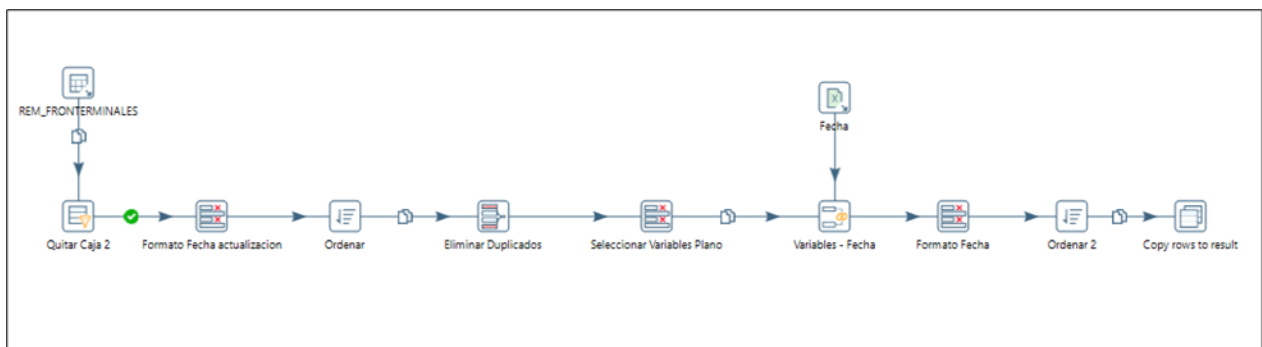 REM_FRONTERMINALES
Fecha
Quitar Caja 2
Formato Fecha actualizacion
Ordenar
Eliminar Duplicados
Seleccionar Variables Plano
Variables - Fecha
Formato Fecha
Ordenar 2
Copy rows to result